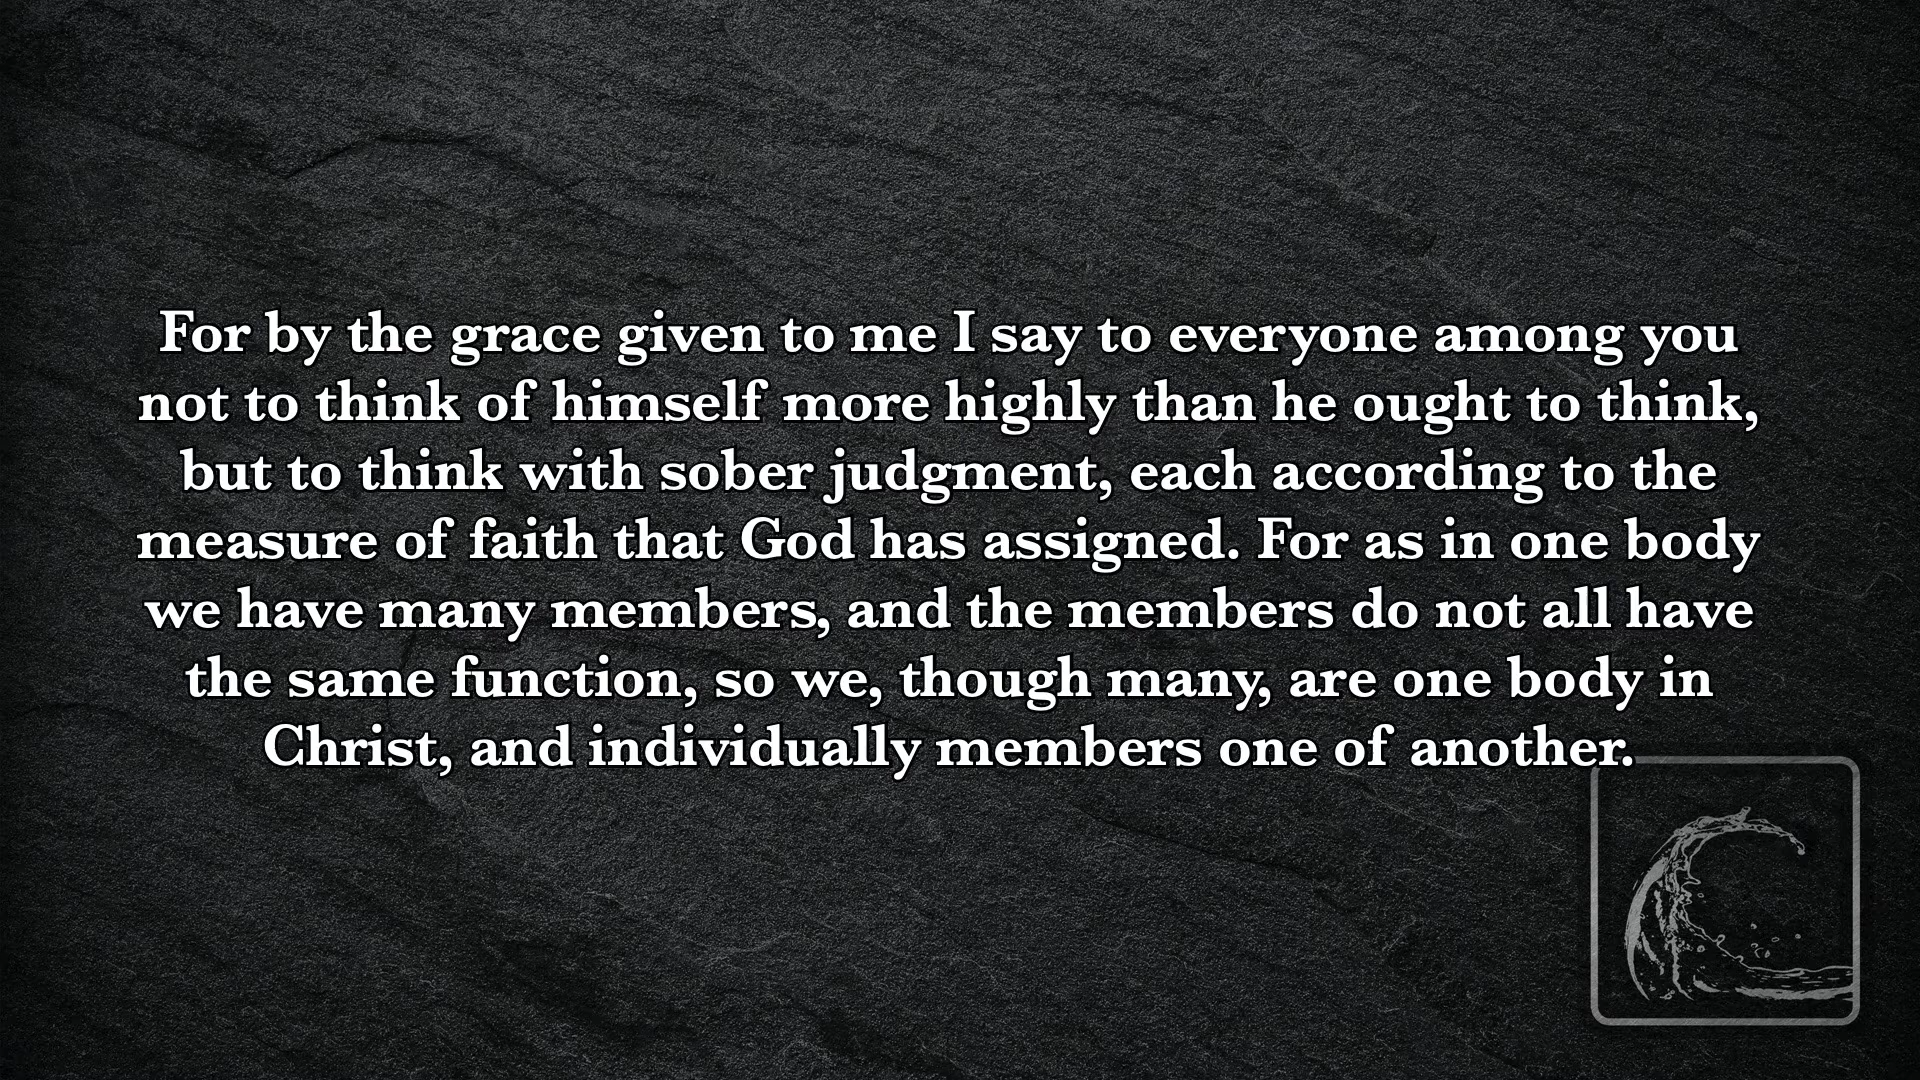 For by the grace given to me I say to everyone among you
not to think of himself more highly than he ought to think,
but to think with sober judgment, each according to the
measure of faith that God has assigned. For as in one body
we have many members, and the members do not all have
the same function, so we, though many, are one body in
Christ, and individually members one of another.